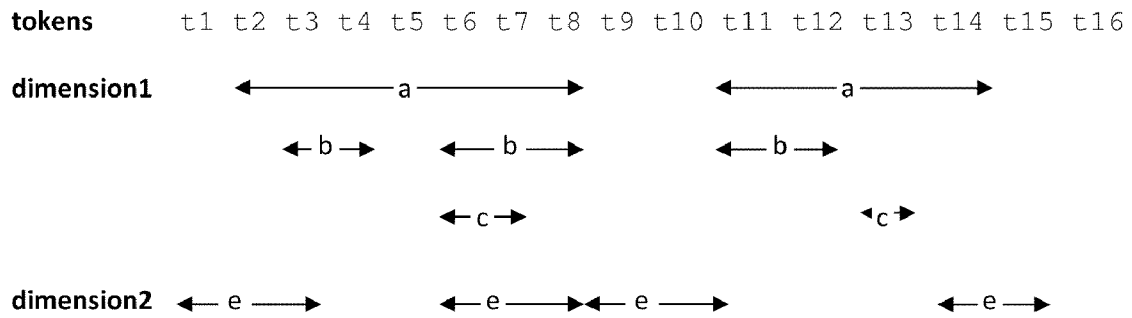 tokens t1 t2 t3 t4 t5 t6 t7 t8 t9 t10 t11 t12 t13 t14 t15 t16
dimension1 a a
b b b
c c
dimension2 e e e e